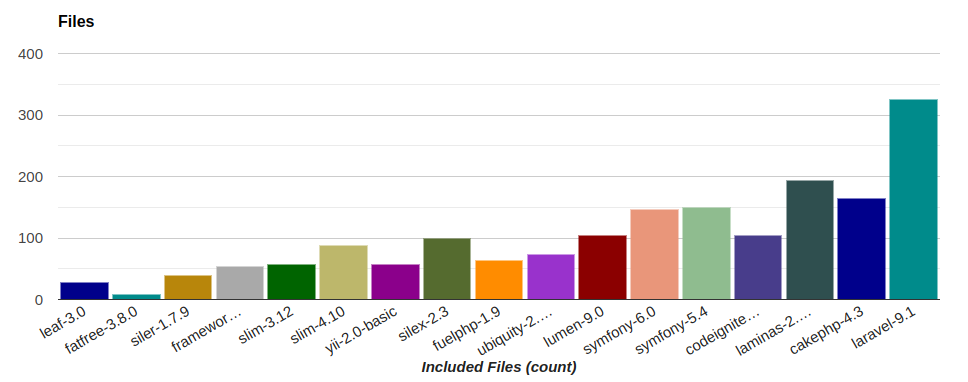 Files
400
300
200
100
0
leaf-3.0
fatfree-3.8.0
siler-1.7.9
framewor…
slim-3.12
slim-4.10
yii-2.0-basic
silex-2.3
fuelphp-1.9
ubiquity-2.…
lumen-9.0
symfony-6.0
symfony-5.4
codeignite…
laminas-2.…
cakephp-4.3
laravel-9.1
Included Files (count)